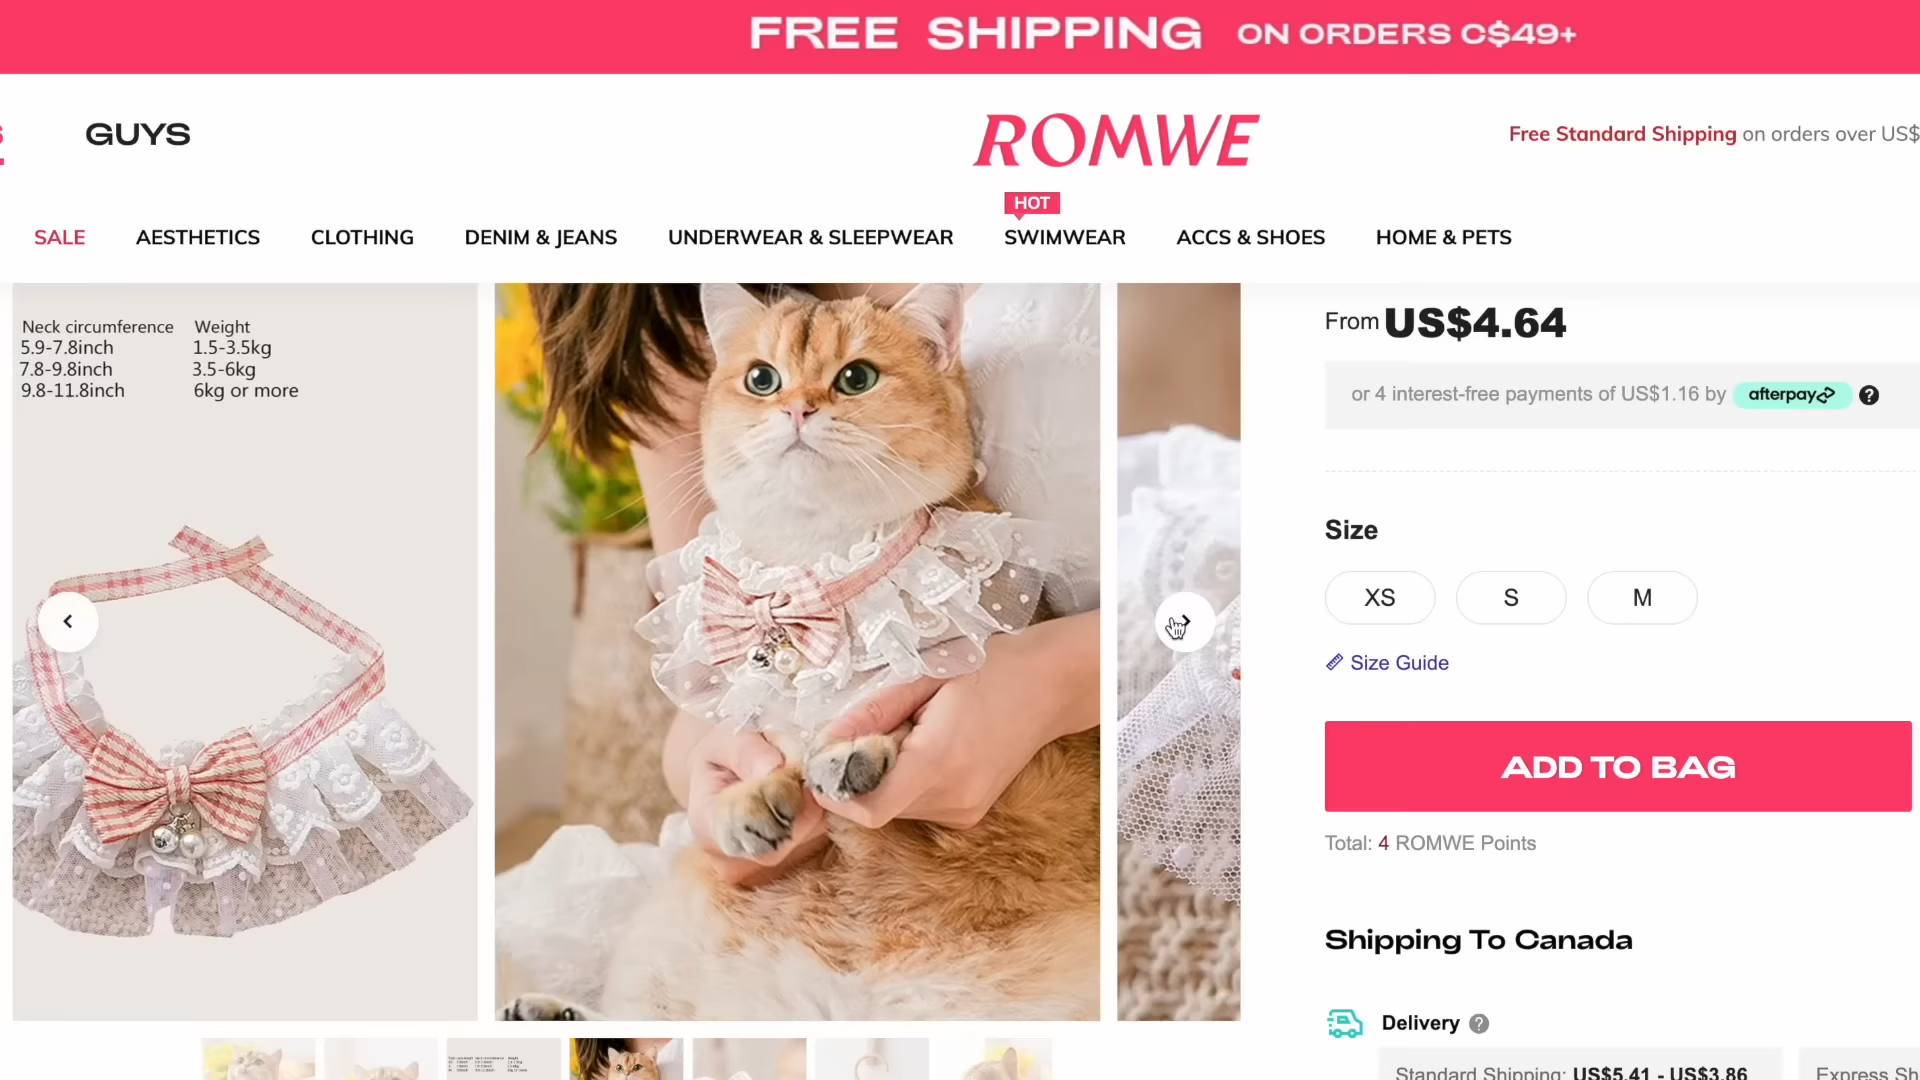 FREE SHIPPING ON ORDERS C$49+
GUYS
ROMWE
Free Standard Shipping on orders over US$
HOT
SALE AESTHETICS CLOTHING DENIM & JEANS UNDERWEAR & SLEEPWEAR SWIMWEAR ACCS & SHOES HOME & PETS
Neck circumference Weight
5.9-7.8inch 1.5-3.5kg
7.8-9.8inch 3.5-6kg
9.8-11.8inch 6kg or more
From US$4.64
or 4 interest-free payments of US$1.16 by afterpay ?
Size
XS S M
Size Guide
ADD TO BAG
Total: 4 ROMWE Points
Shipping To Canada
Delivery ?
Standard Shipping: US$5.41 - US$3.86
Express Sh